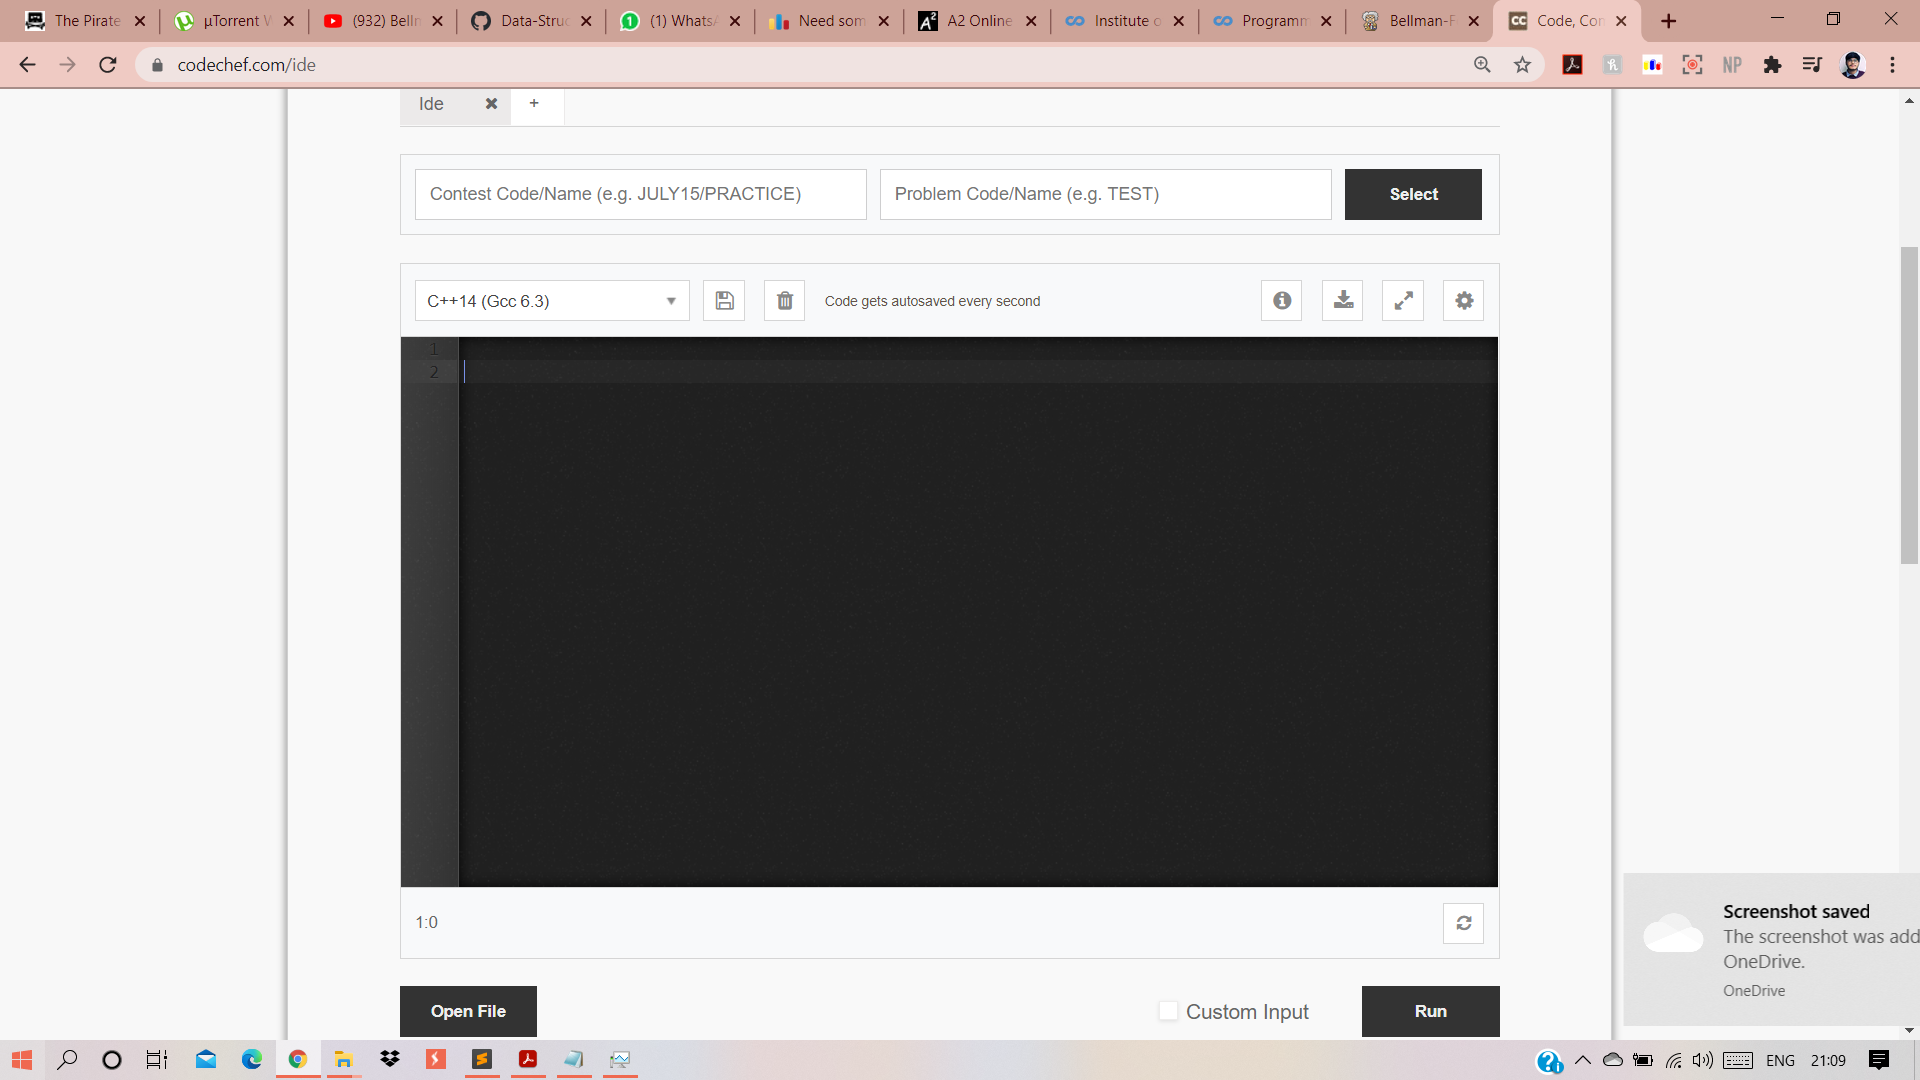 The Pirate
µTorrent W
(932) Bellm
Data-Struc
(1) WhatsA
Need som
A2 Online
Institute o
Programm
Bellman-F
Code, Con
codechef.com/ide
NP
Ide
+
Contest Code/Name (e.g. JULY15/PRACTICE)
Problem Code/Name (e.g. TEST)
Select
C++14 (Gcc 6.3)
Code gets autosaved every second
1
2
1:0
Screenshot saved
The screenshot was add
OneDrive.
OneDrive
Open File
Custom Input
Run
ENG
21:09